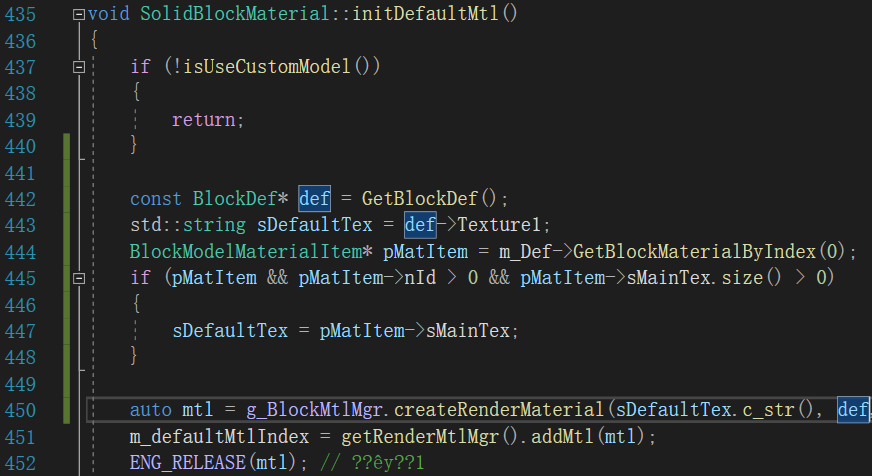 435 void SolidBlockMaterial::initDefaultMtl()
436 {
437 if (!isUseCustomModel())
438 {
439 return;
440 }
441
442 const BlockDef* def = GetBlockDef();
443 std::string sDefaultTex = def->Texture1;
444 BlockModelMaterialItem* pMatItem = m_Def->GetBlockMaterialByIndex(0);
445 if (pMatItem && pMatItem->nId > 0 && pMatItem->sMainTex.size() > 0)
446 {
447 sDefaultTex = pMatItem->sMainTex;
448 }
449
450 auto mtl = g_BlockMtlMgr.createRenderMaterial(sDefaultTex.c_str(), def,
451 m_defaultMtlIndex = getRenderMtlMgr().addMtl(mtl);
452 ENG_RELEASE(mtl); // ??êy??1